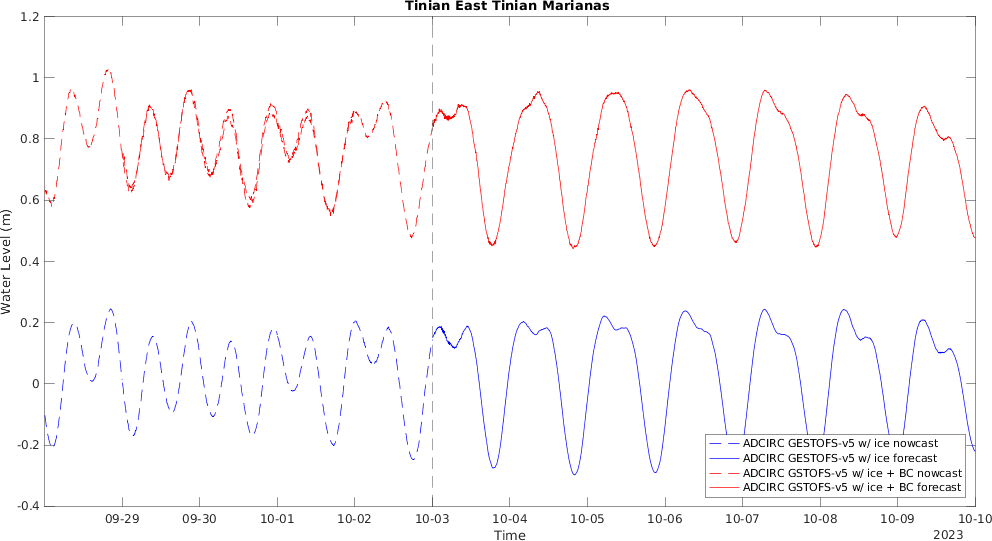 Tinian East Tinian Marianas
1.2
1
0.8
0.6
0.4
0.2
0
-0.2
-0.4
Water Level (m)
ADCIRC GESTOFS-v5 w/ ice nowcast
ADCIRC GESTOFS-v5 w/ ice forecast
ADCIRC GSTOFS-v5 w/ ice + BC nowcast
ADCIRC GSTOFS-v5 w/ ice + BC forecast
09-29 09-30 10-01 10-02 10-03 10-04 10-05 10-06 10-07 10-08 10-09 10-10
Time
2023